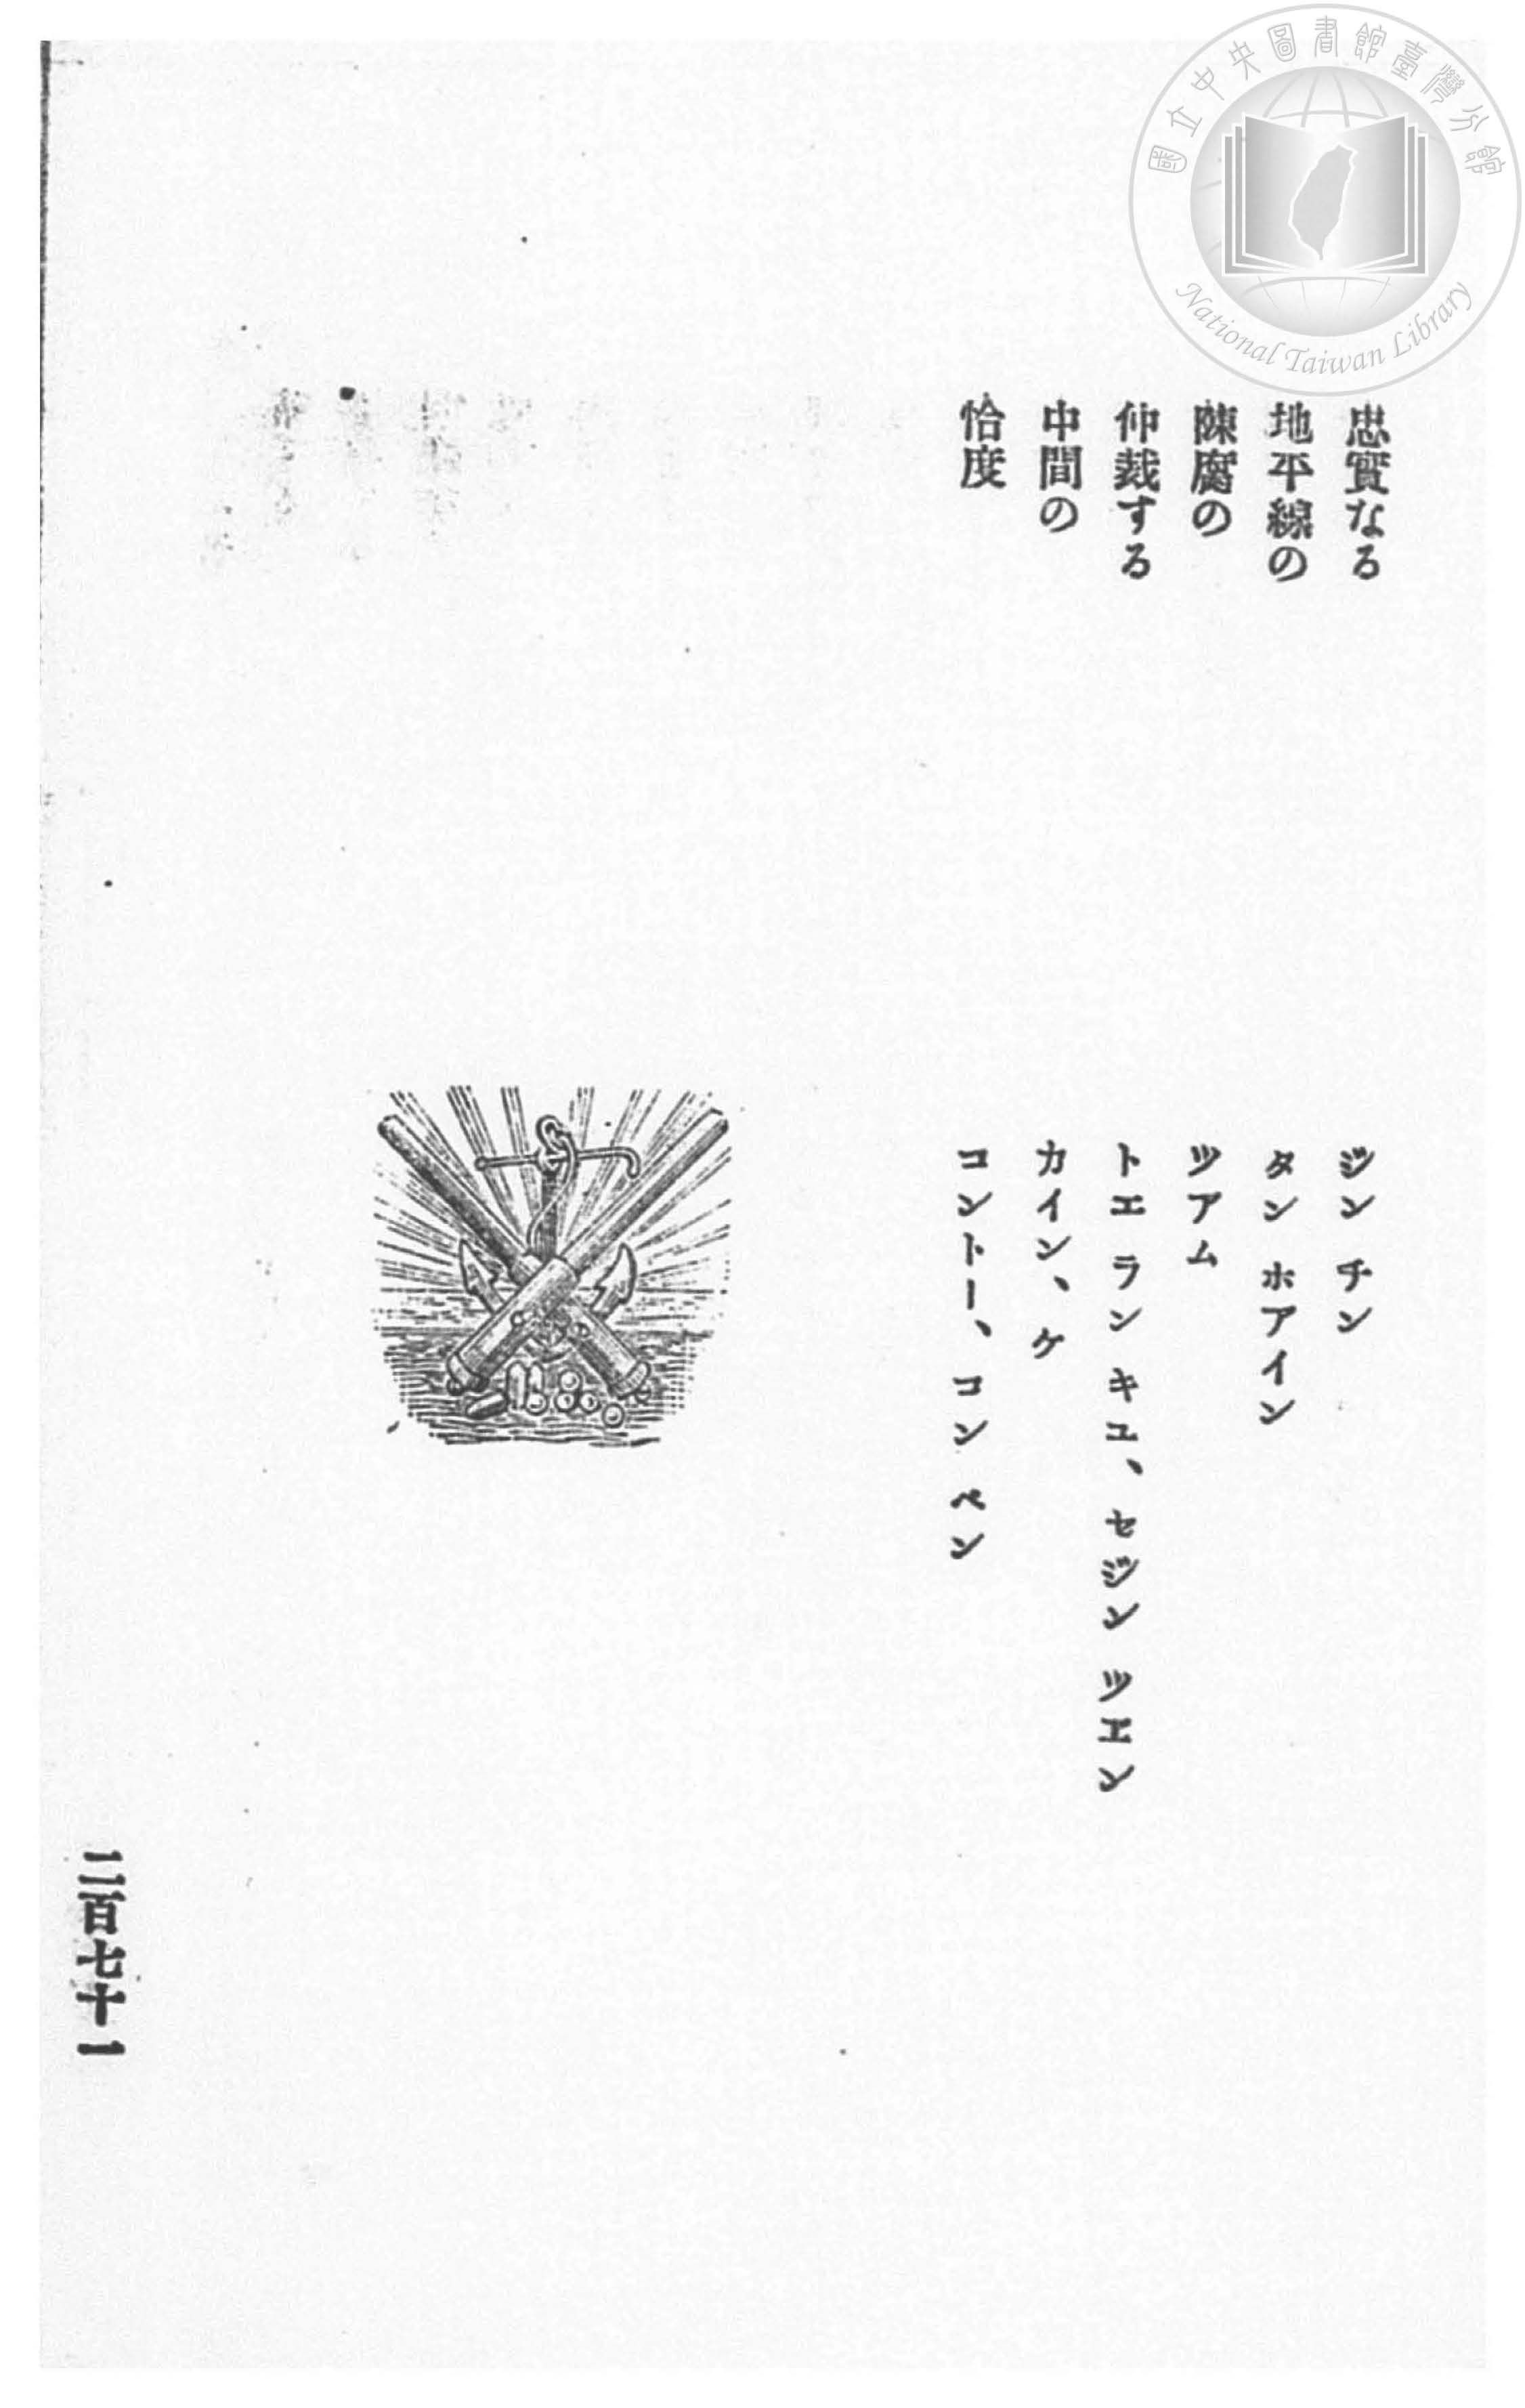 國立中央圖書館臺灣分館
National Taiwan Library
忠實なる ジン チン
地平線の タン ホアイン
陳腐の ツアム
仲裁する トエ ラン キユ、セジン ツエン
中間の カイン、ケ
恰度 コントー、コン ペン
二百七十一